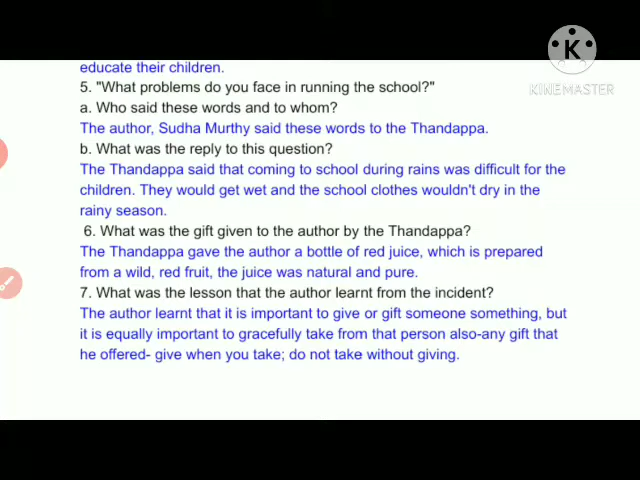 educate their children.
5. "What problems do you face in running the school?"
a. Who said these words and to whom?
The author, Sudha Murthy said these words to the Thandappa.
b. What was the reply to this question?
The Thandappa said that coming to school during rains was difficult for the
children. They would get wet and the school clothes wouldn't dry in the
rainy season.
6. What was the gift given to the author by the Thandappa?
The Thandappa gave the author a bottle of red juice, which is prepared
from a wild, red fruit, the juice was natural and pure.
7. What was the lesson that the author learnt from the incident?
The author learnt that it is important to give or gift someone something, but
it is equally important to gracefully take from that person also-any gift that
he offered- give when you take; do not take without giving.
K
KINEMASTER